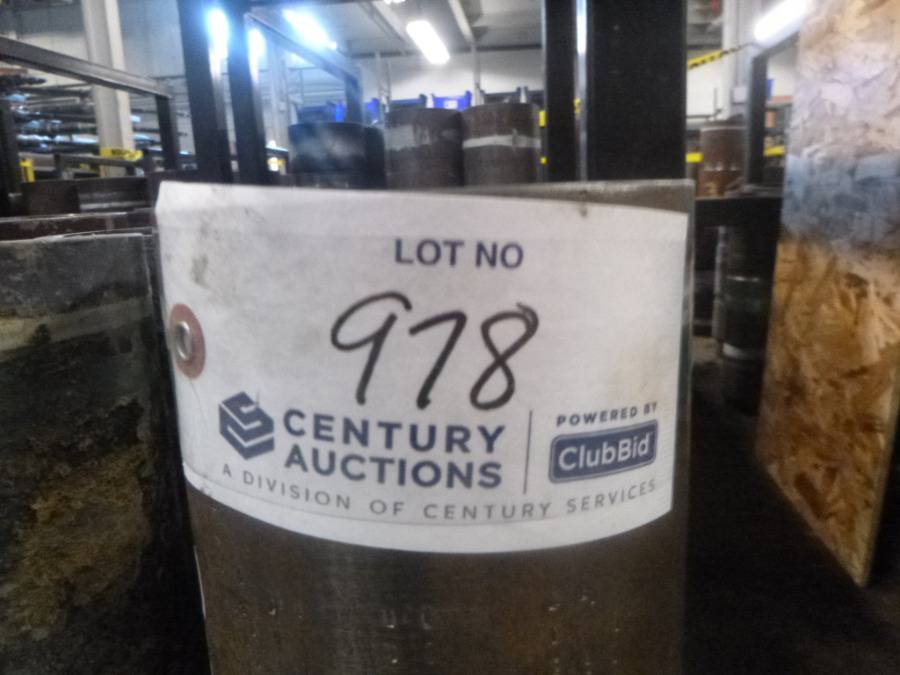 LOT NO
978
CENTURY
AUCTIONS
A DIVISION OF CENTURY SERVICES
POWERED BY
ClubBid